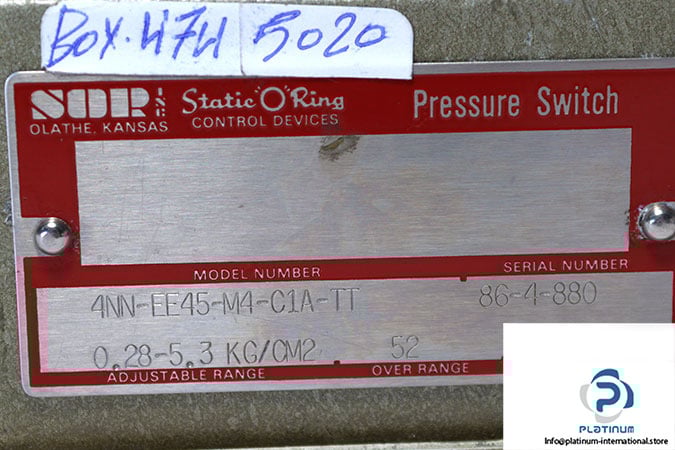 Box.474 5020
SOR INC Static "O" Ring Pressure Switch
OLATHE, KANSAS CONTROL DEVICES
MODEL NUMBER SERIAL NUMBER
4NN-EE45-M4-C1A-TT 86-4-880
0,28-5,3 KG/CM2 52
ADJUSTABLE RANGE OVER RANGE
PLATINUM
Info@platinum-international.store